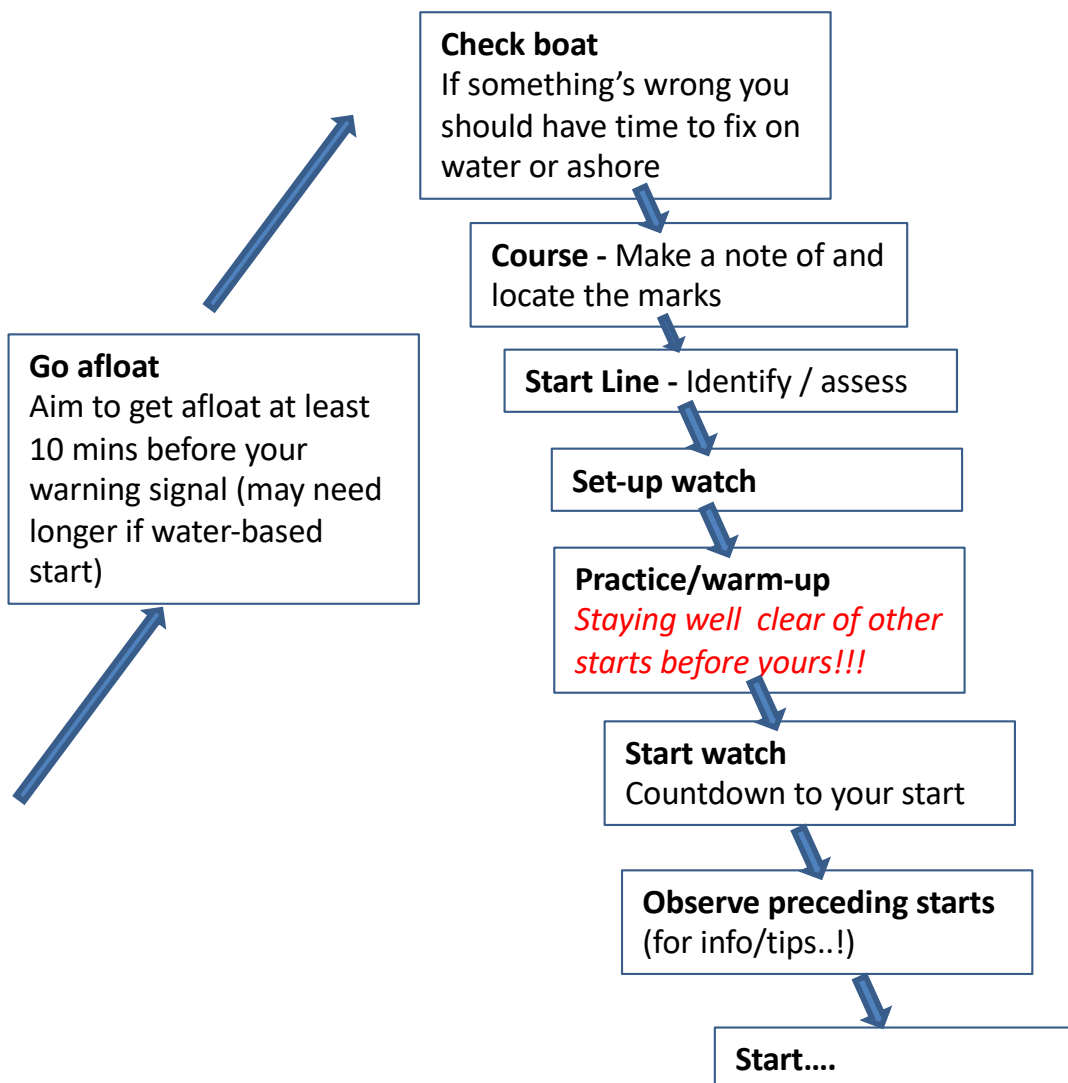 Go afloat
Aim to get afloat at least
10 mins before your
warning signal (may need
longer if water-based
start)
Check boat
If something’s wrong you
should have time to fix on
water or ashore
Course - Make a note of and
locate the marks
Start Line - Identify / assess
Set-up watch
Practice/warm-up
Staying well  clear of other
starts before yours!!!
Start watch
Countdown to your start
Observe preceding starts
(for info/tips..!)
Start....